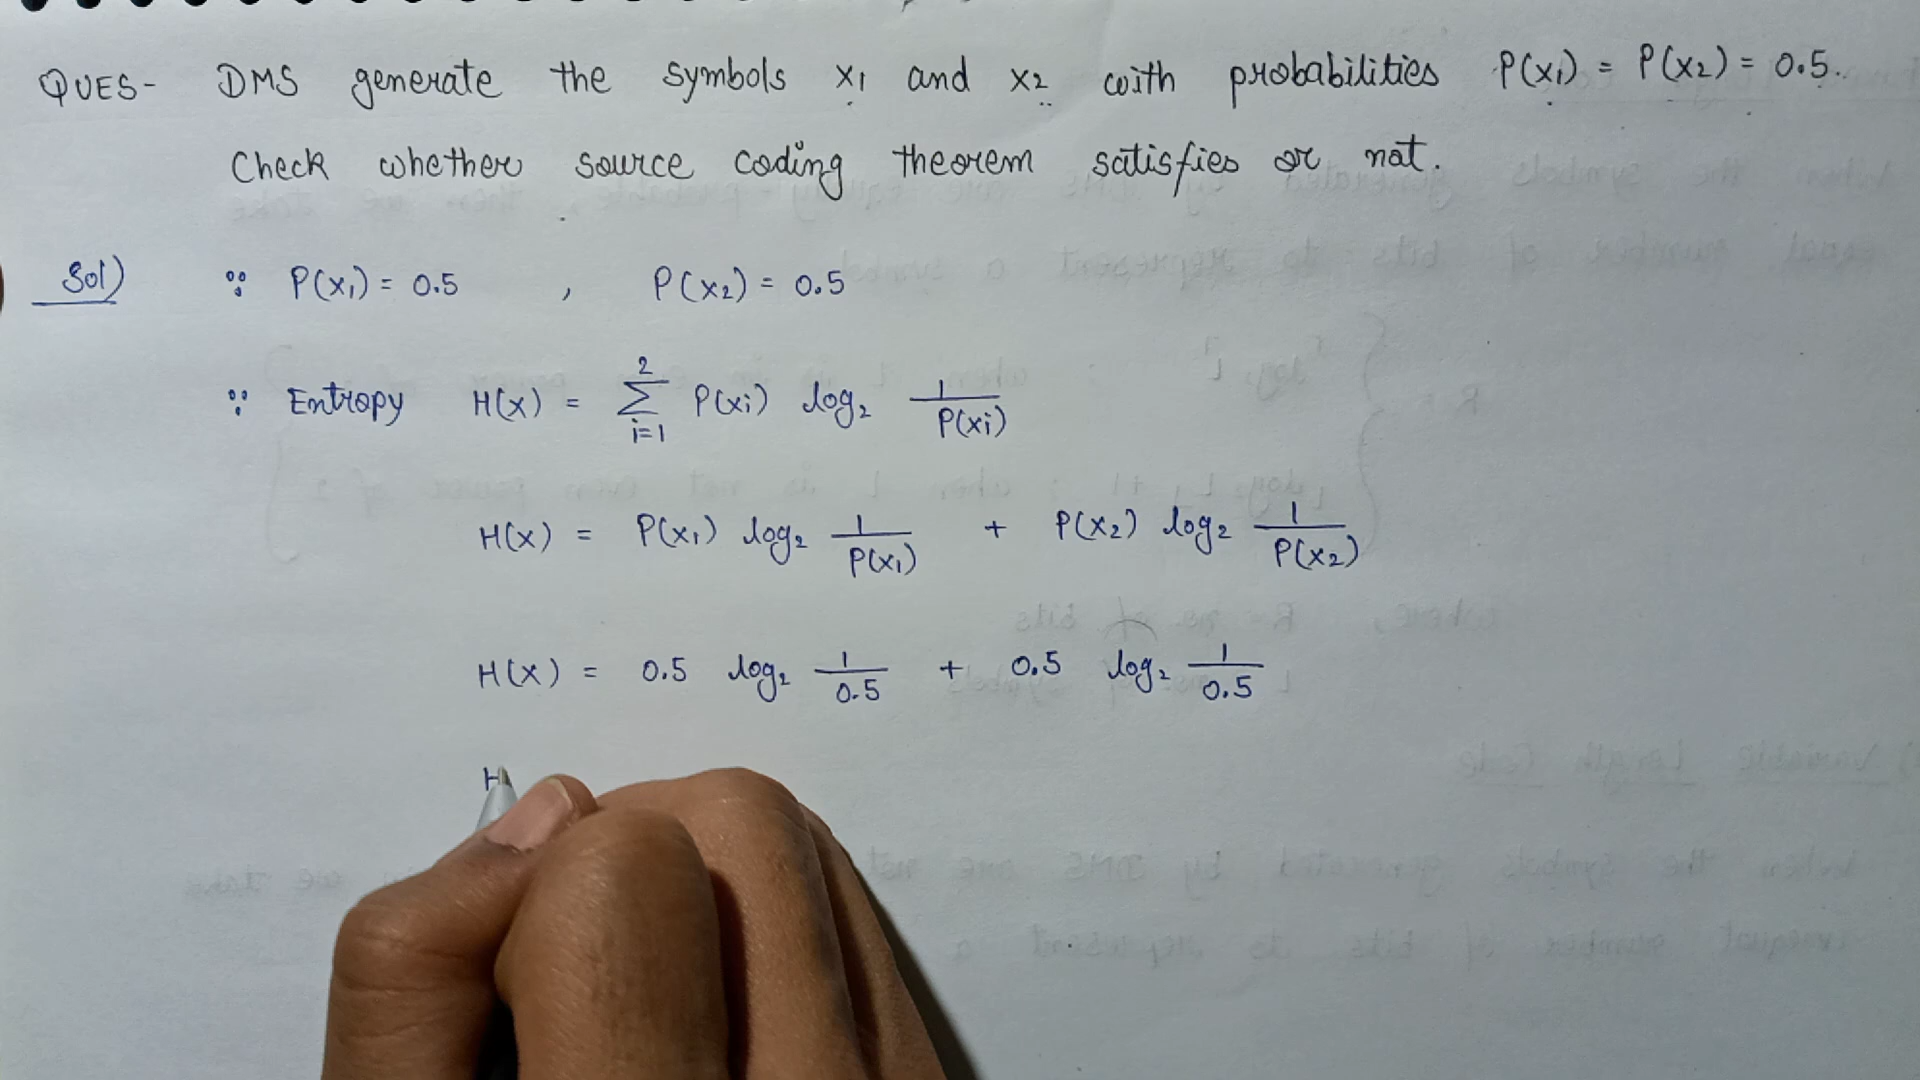 QUES- DMS generate the symbols x₁ and x₂ with probabilities P(x₁) = P(x₂) = 0.5.
Check whether source coding theorem satisfies or not.
Sol) ∵ P(x₁) = 0.5 , P(x₂) = 0.5
∵ Entropy H(x) = 2∑i=1 P(xi) log₂ 1/P(xi)
H(x) = P(x₁) log₂ 1/P(x₁) + P(x₂) log₂ 1/P(x₂)
H(x) = 0.5 log₂ 1/0.5 + 0.5 log₂ 1/0.5
H